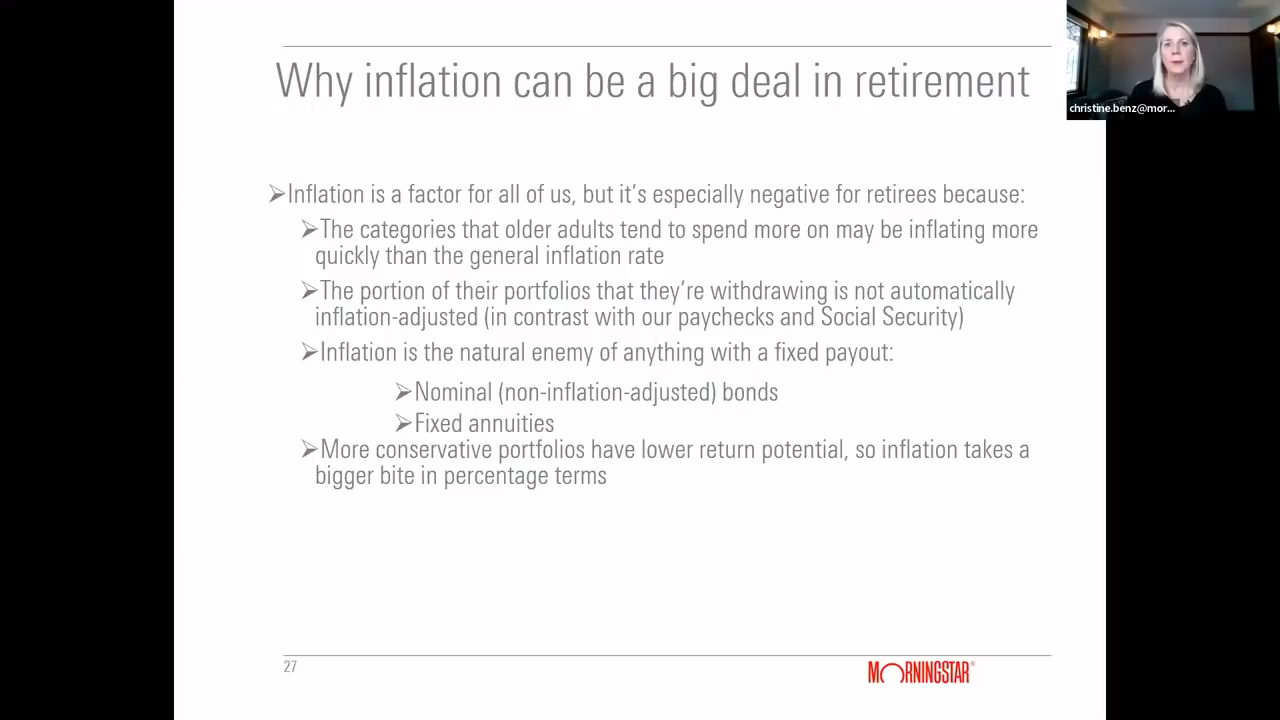 Why inflation can be a big deal in retirement
christine.benz@mor...
➢Inflation is a factor for all of us, but it's especially negative for retirees because:
➢The categories that older adults tend to spend more on may be inflating more
quickly than the general inflation rate
➢The portion of their portfolios that they're withdrawing is not automatically
inflation-adjusted (in contrast with our paychecks and Social Security)
➢Inflation is the natural enemy of anything with a fixed payout:
➢Nominal (non-inflation-adjusted) bonds
➢Fixed annuities
➢More conservative portfolios have lower return potential, so inflation takes a
bigger bite in percentage terms
27
MORNINGSTAR®